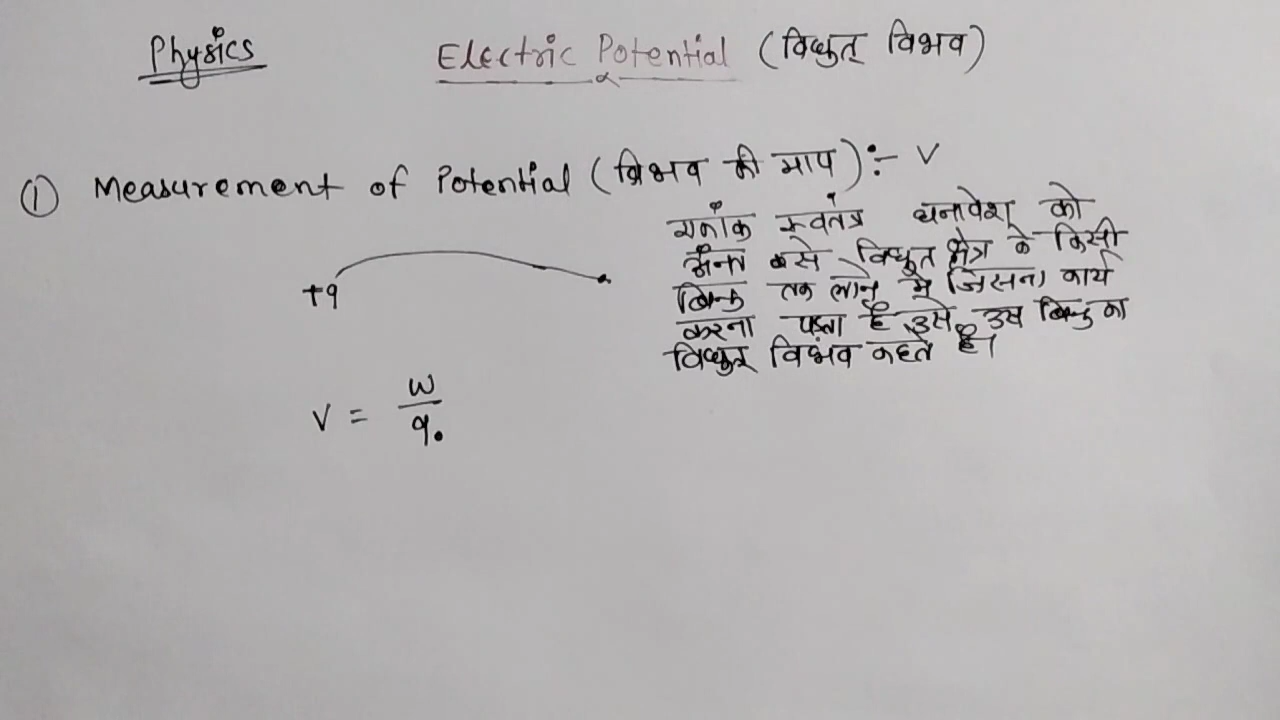 Physics
Electric Potential (विधुत् विभव)
① Measurement of Potential (विभव की माप) :- V
एकांक स्वतंत्र धनावेश को
अनंत से विधुत क्षेत्र के किसी
बिन्दु तक लाने में जितना कार्य
करना पड़ता है उसे उस बिन्दु का
विधुत् विभव कहते है।
+q
V = W/q₀